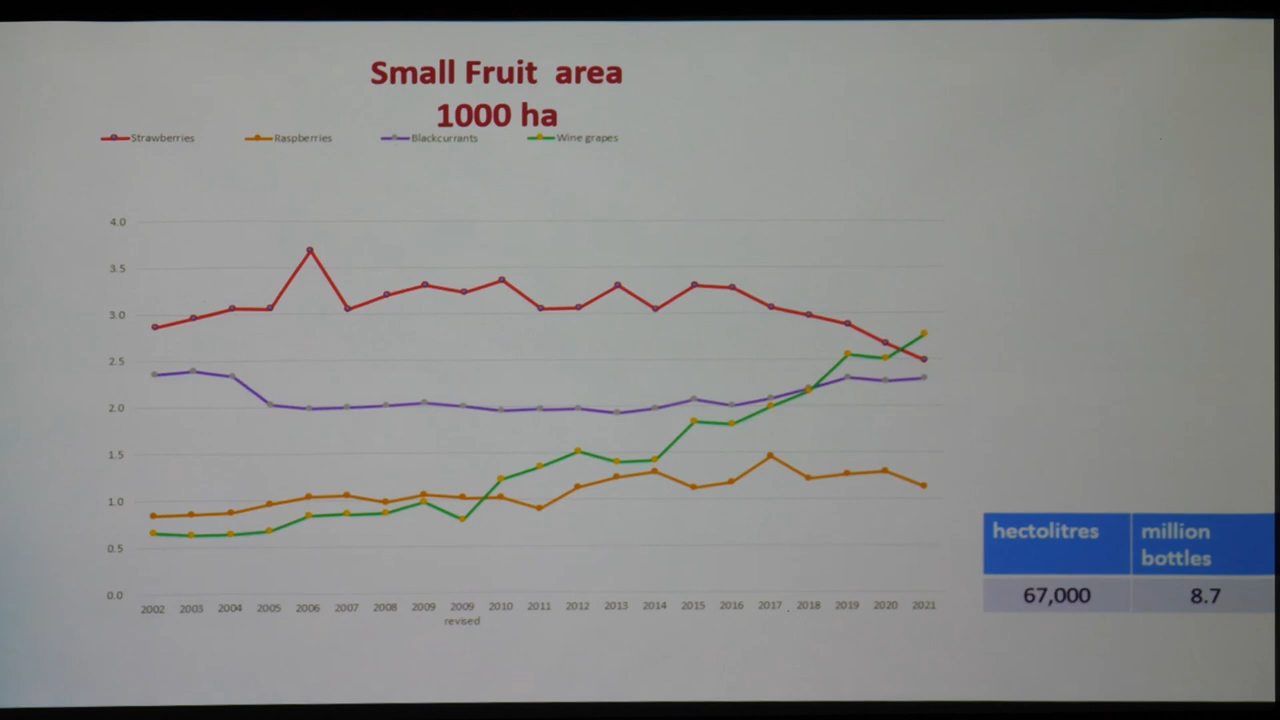 Small Fruit area
1000 ha
Strawberries Raspberries Blackcurrants Wine grapes
4.0
3.5
3.0
2.5
2.0
1.5
1.0
0.5
0.0
2002 2003 2004 2005 2006 2007 2008 2009 2009 2010 2011 2012 2013 2014 2015 2016 2017 2018 2019 2020 2021
revised
hectolitres million
bottles
67,000 8.7